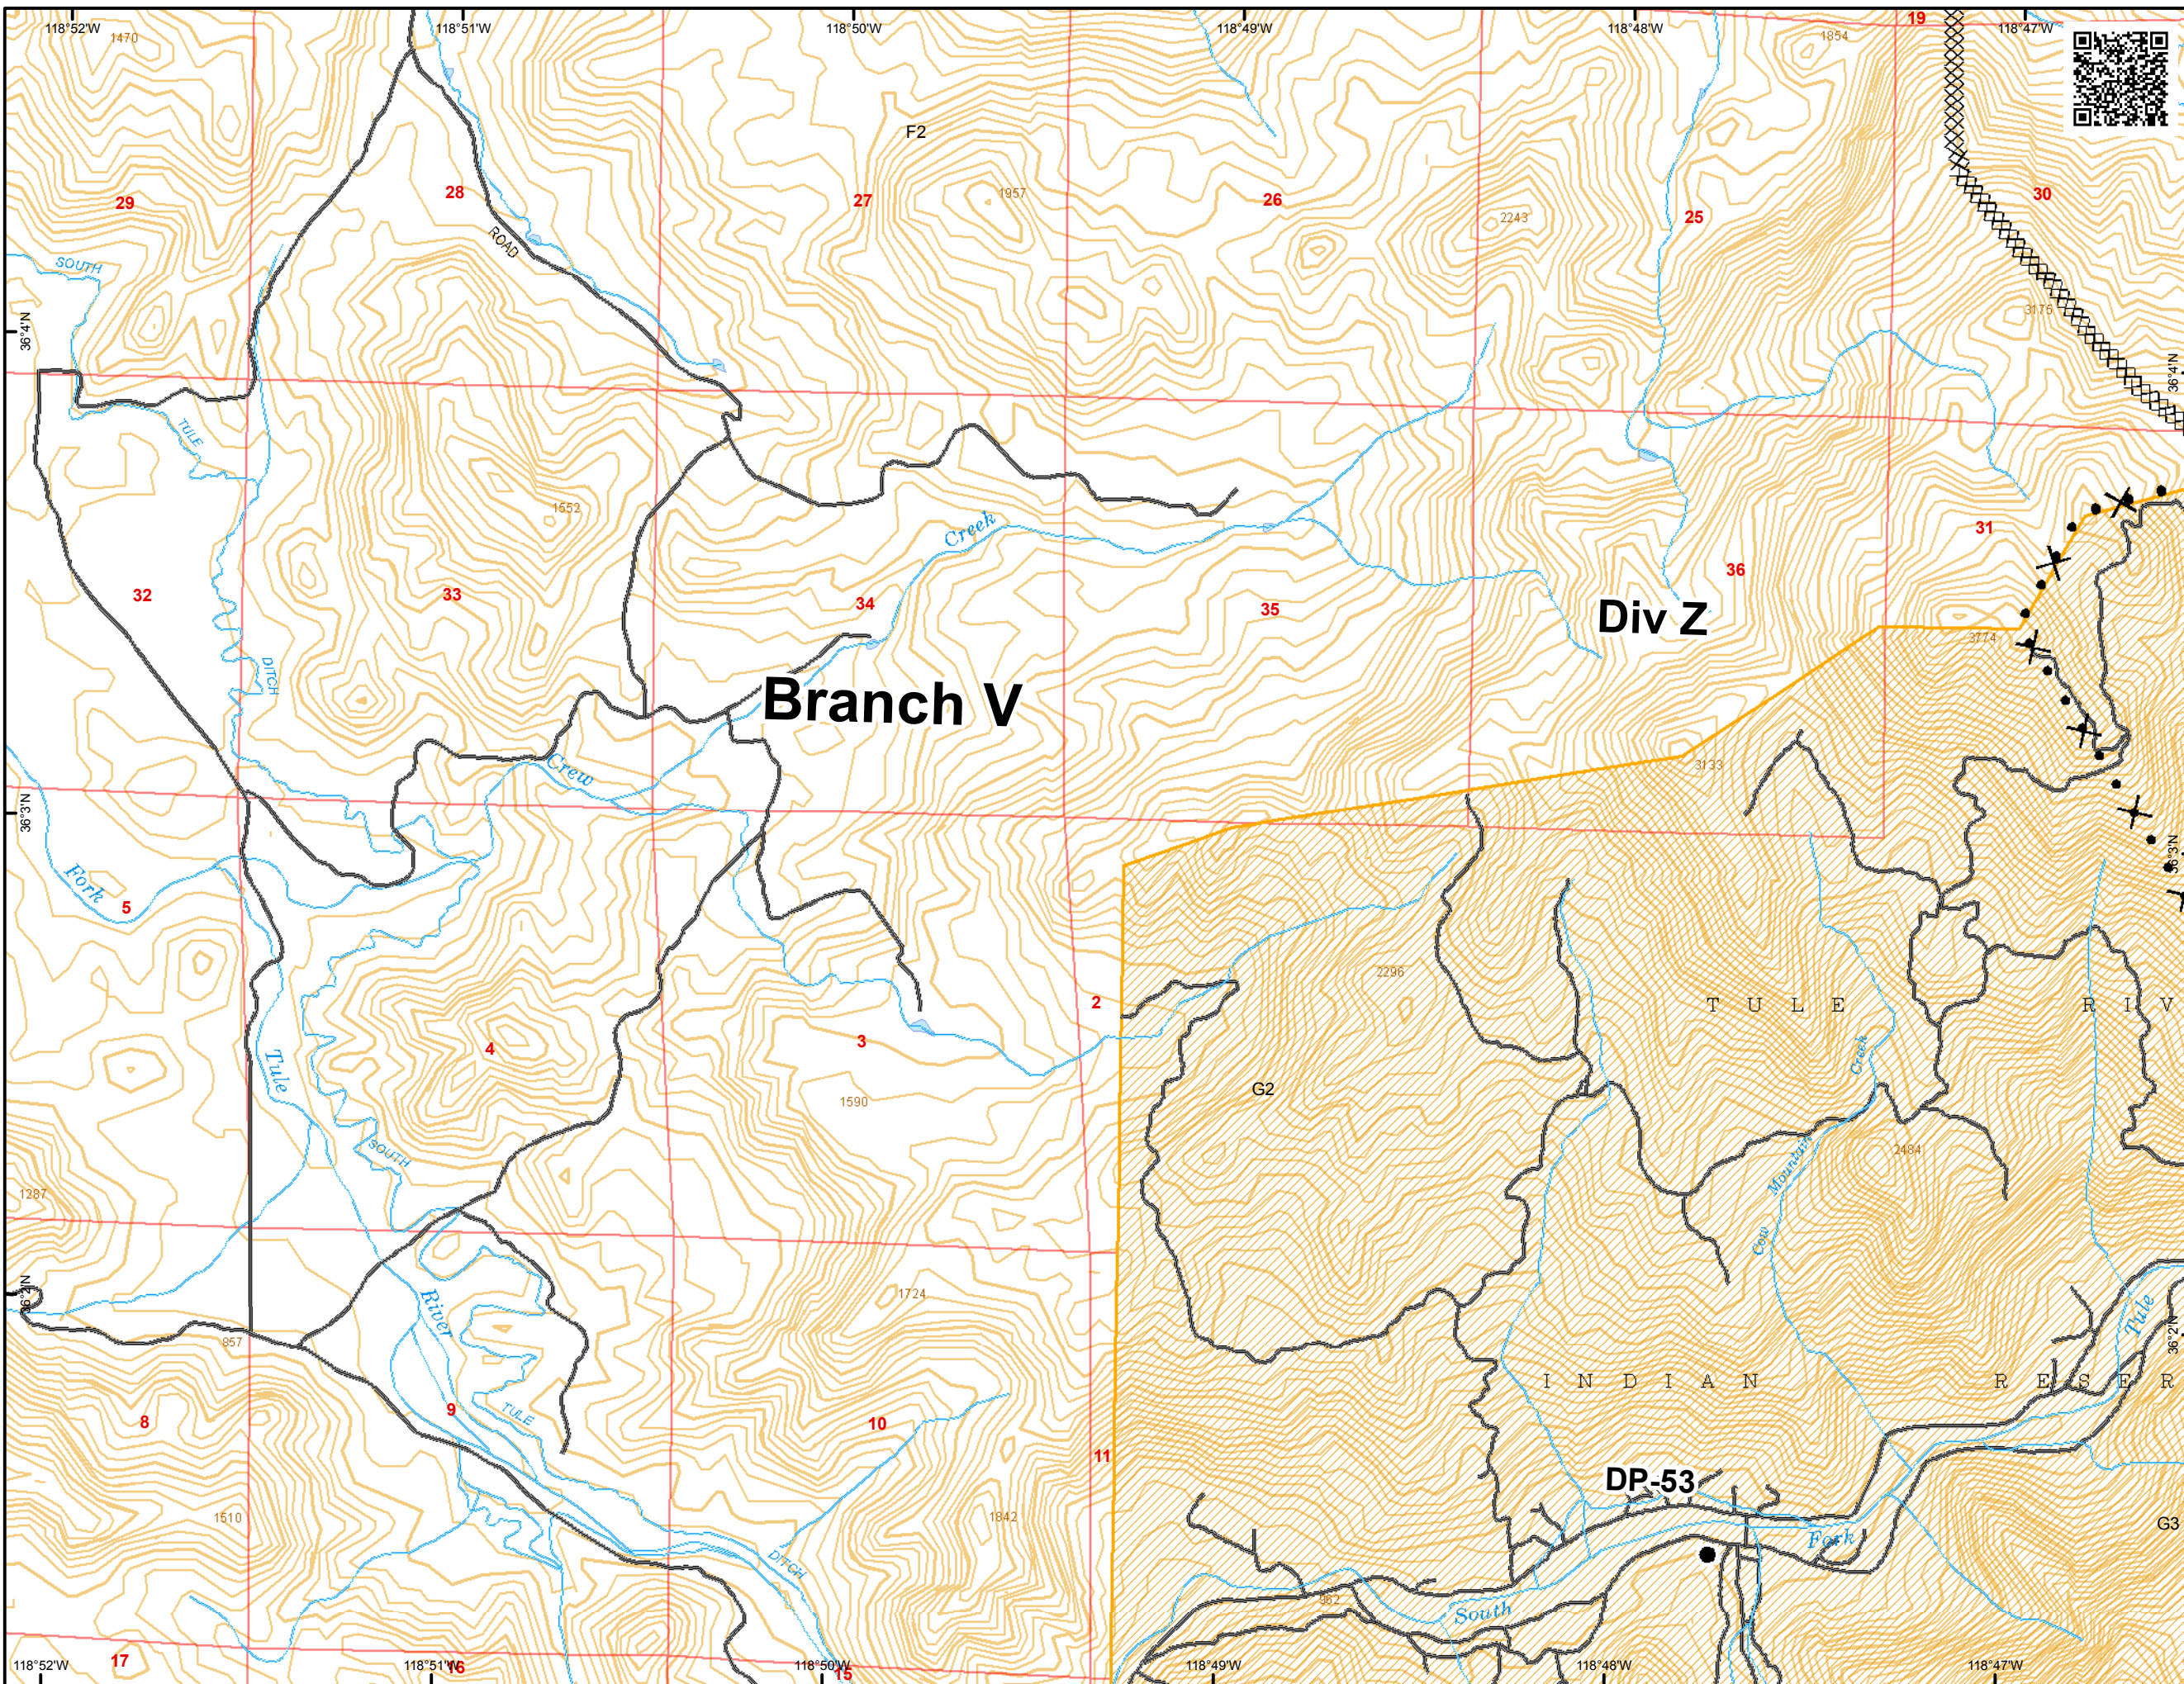 118°52'W
118°51'W
118°50'W
118°49'W
118°48'W
118°47'W
19
1470
1854
F2
29
28
27
1957
26
2243
25
30
ROAD
SOUTH
36°4'N
3175
36°4'N
TULE
1552
Creek
31
32
33
34
35
36
Div Z
3774
DITCH
Branch V
Crew
3133
36°3'N
36°3'N
Fork
5
2296
2
TULE RIV
3
4
Tule
Creek
G2
1590
SOUTH
Mountain
2484
1287
Cow
36°2'N
1724
River
Tule
857
36°2'N
INDIAN RESER
8
9
TULE
10
11
DP-53
1510
1842
G3
Fork
DITCH
962
South
17
16
15
118°52'W
118°51'W
118°50'W
118°49'W
118°48'W
118°47'W